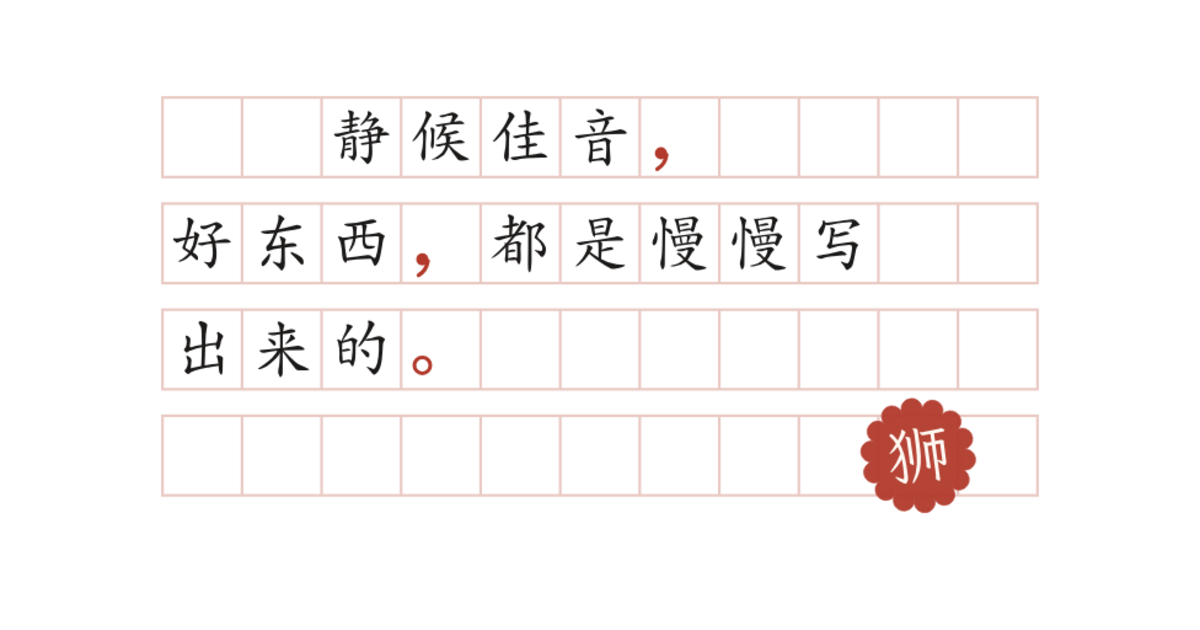 静候佳音，
好东西，都是慢慢写
出来的。
狮